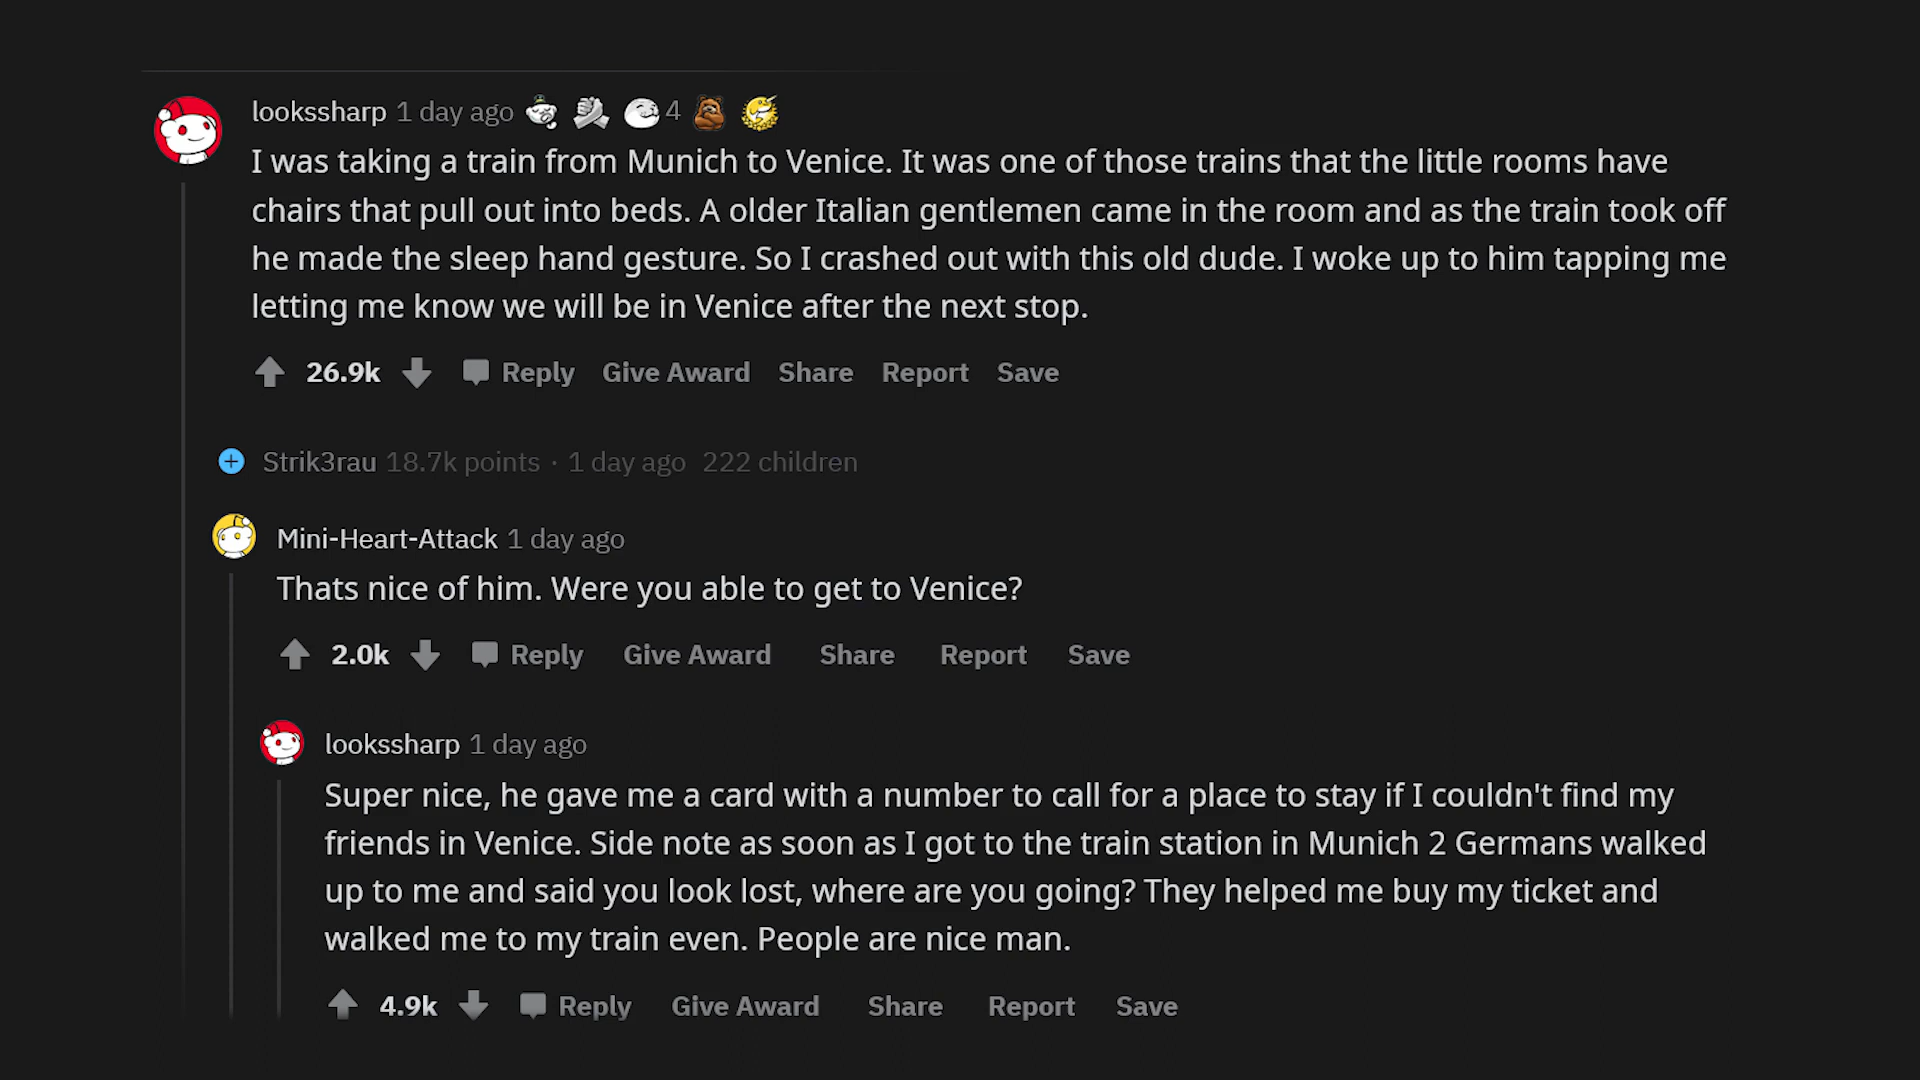 lookssharp 1 day ago 4
I was taking a train from Munich to Venice. It was one of those trains that the little rooms have
chairs that pull out into beds. A older Italian gentlemen came in the room and as the train took off
he made the sleep hand gesture. So I crashed out with this old dude. I woke up to him tapping me
letting me know we will be in Venice after the next stop.
26.9k Reply Give Award Share Report Save
Strik3rau 18.7k points · 1 day ago 222 children
Mini-Heart-Attack 1 day ago
Thats nice of him. Were you able to get to Venice?
2.0k Reply Give Award Share Report Save
lookssharp 1 day ago
Super nice, he gave me a card with a number to call for a place to stay if I couldn't find my
friends in Venice. Side note as soon as I got to the train station in Munich 2 Germans walked
up to me and said you look lost, where are you going? They helped me buy my ticket and
walked me to my train even. People are nice man.
4.9k Reply Give Award Share Report Save